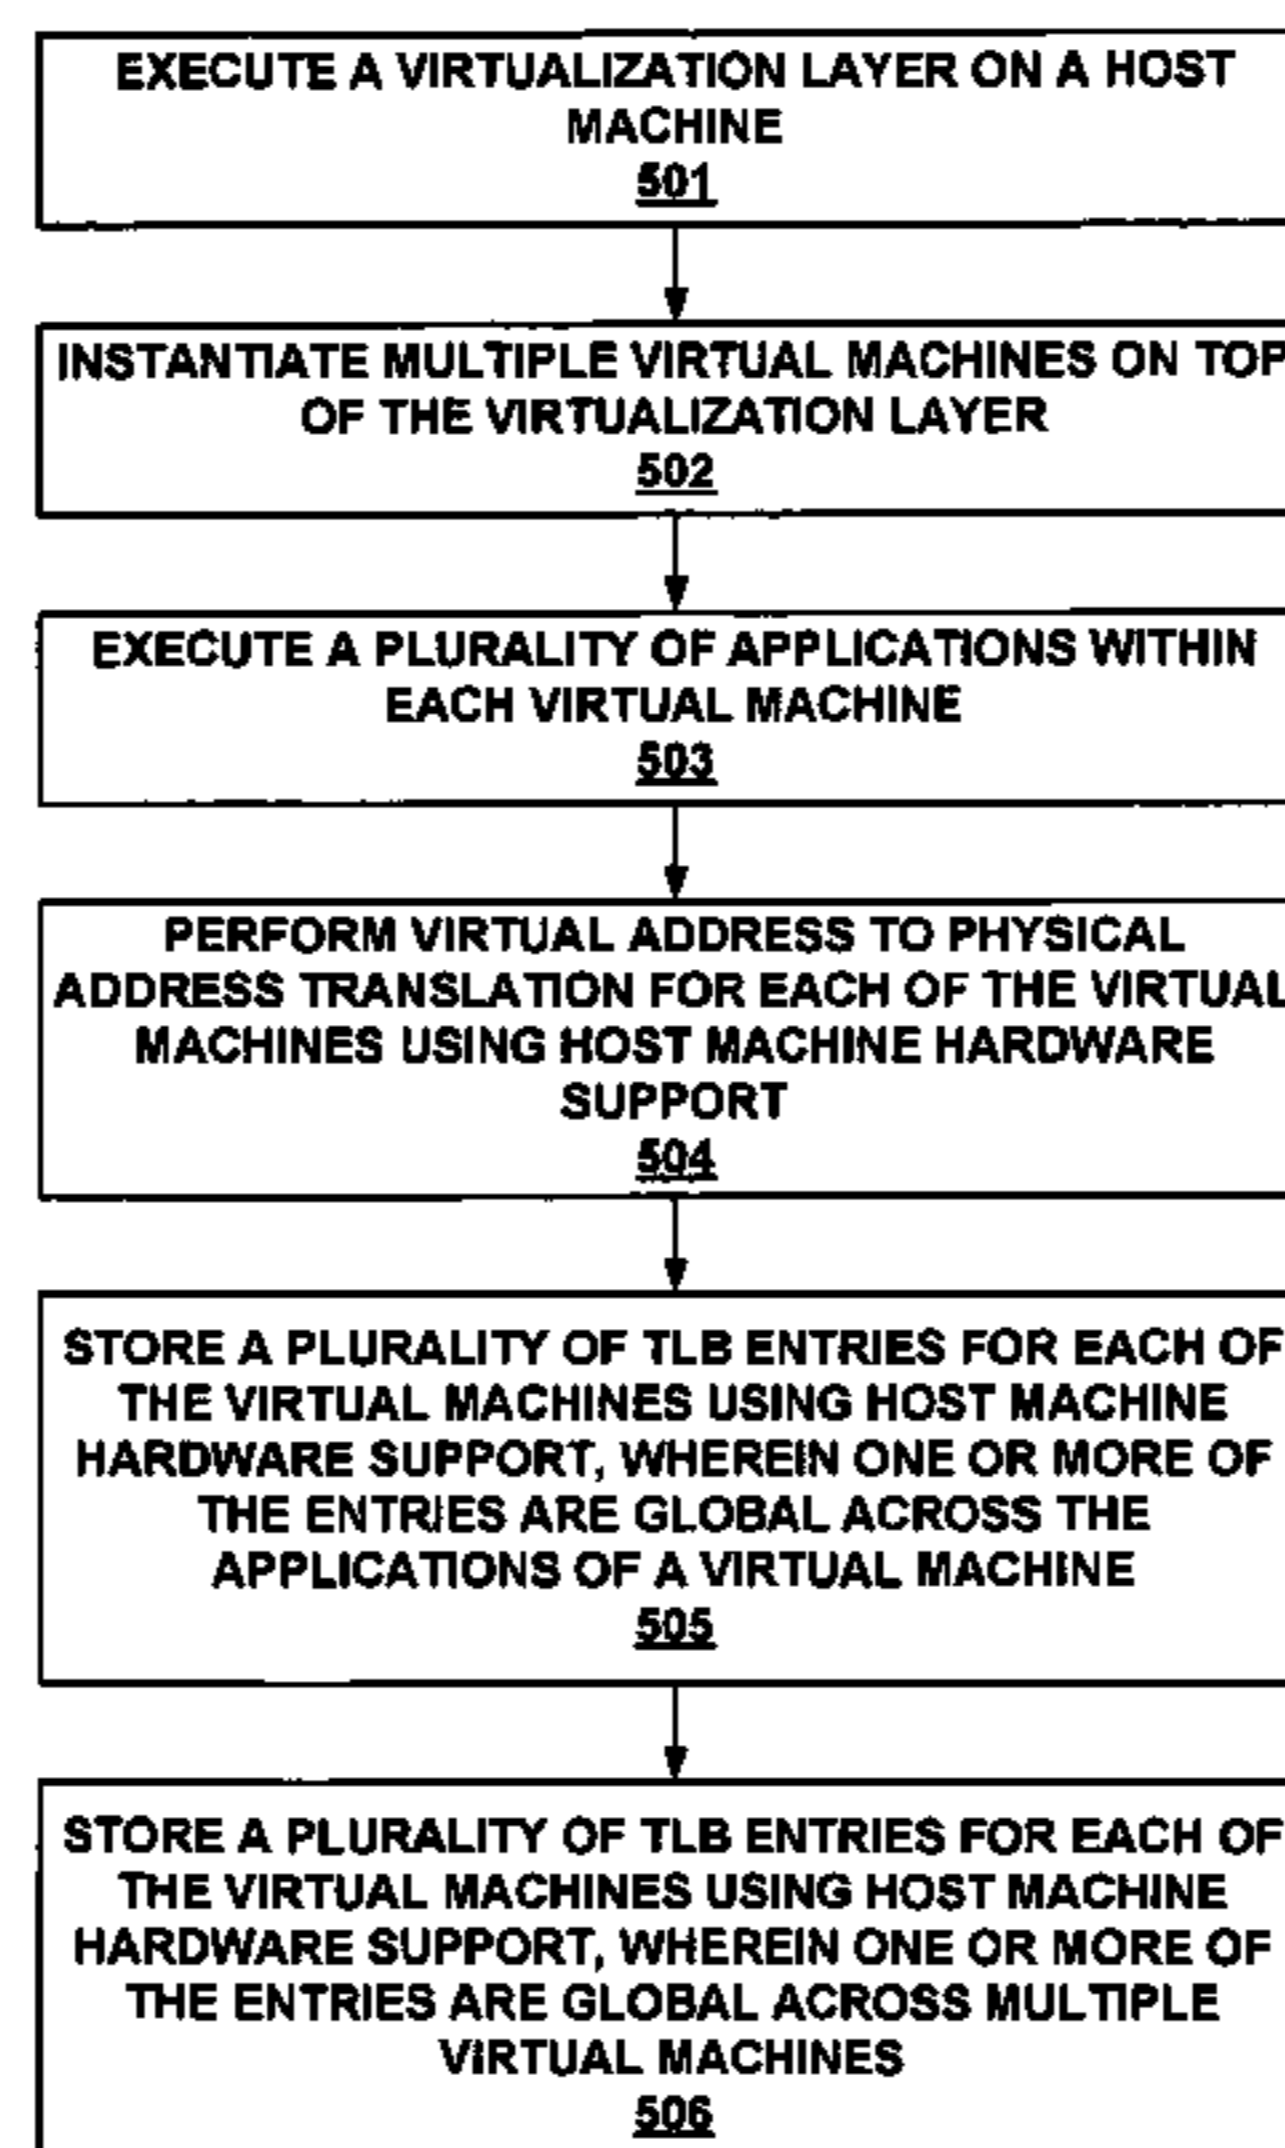 EXECUTE A VIRTUALIZATION LAYER ON A HOST
MACHINE
501
INSTANTIATE MULTIPLE VIRTUAL MACHINES ON TOP
OF THE VIRTUALIZATION LAYER
502
EXECUTE A PLURALITY OF APPLICATIONS WITHIN
EACH VIRTUAL MACHINE
503
PERFORM VIRTUAL ADDRESS TO PHYSICAL
ADDRESS TRANSLATION FOR EACH OF THE VIRTUAL
MACHINES USING HOST MACHINE HARDWARE
SUPPORT
504
STORE A PLURALITY OF TLB ENTRIES FOR EACH OF
THE VIRTUAL MACHINES USING HOST MACHINE
HARDWARE SUPPORT, WHEREIN ONE OR MORE OF
THE ENTRIES ARE GLOBAL ACROSS THE
APPLICATIONS OF A VIRTUAL MACHINE
505
STORE A PLURALITY OF TLB ENTRIES FOR EACH OF
THE VIRTUAL MACHINES USING HOST MACHINE
HARDWARE SUPPORT, WHEREIN ONE OR MORE OF
THE ENTRIES ARE GLOBAL ACROSS MULTIPLE
VIRTUAL MACHINES
506